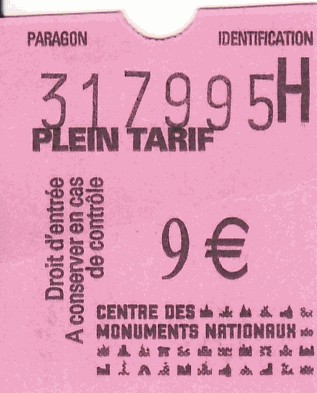 PARAGON IDENTIFICATION
317995H
PLEIN TARIF
Droit d'entrée
A conserver en cas
de contrôle
9 €
CENTRE DES
MONUMENTS NATIONAUX